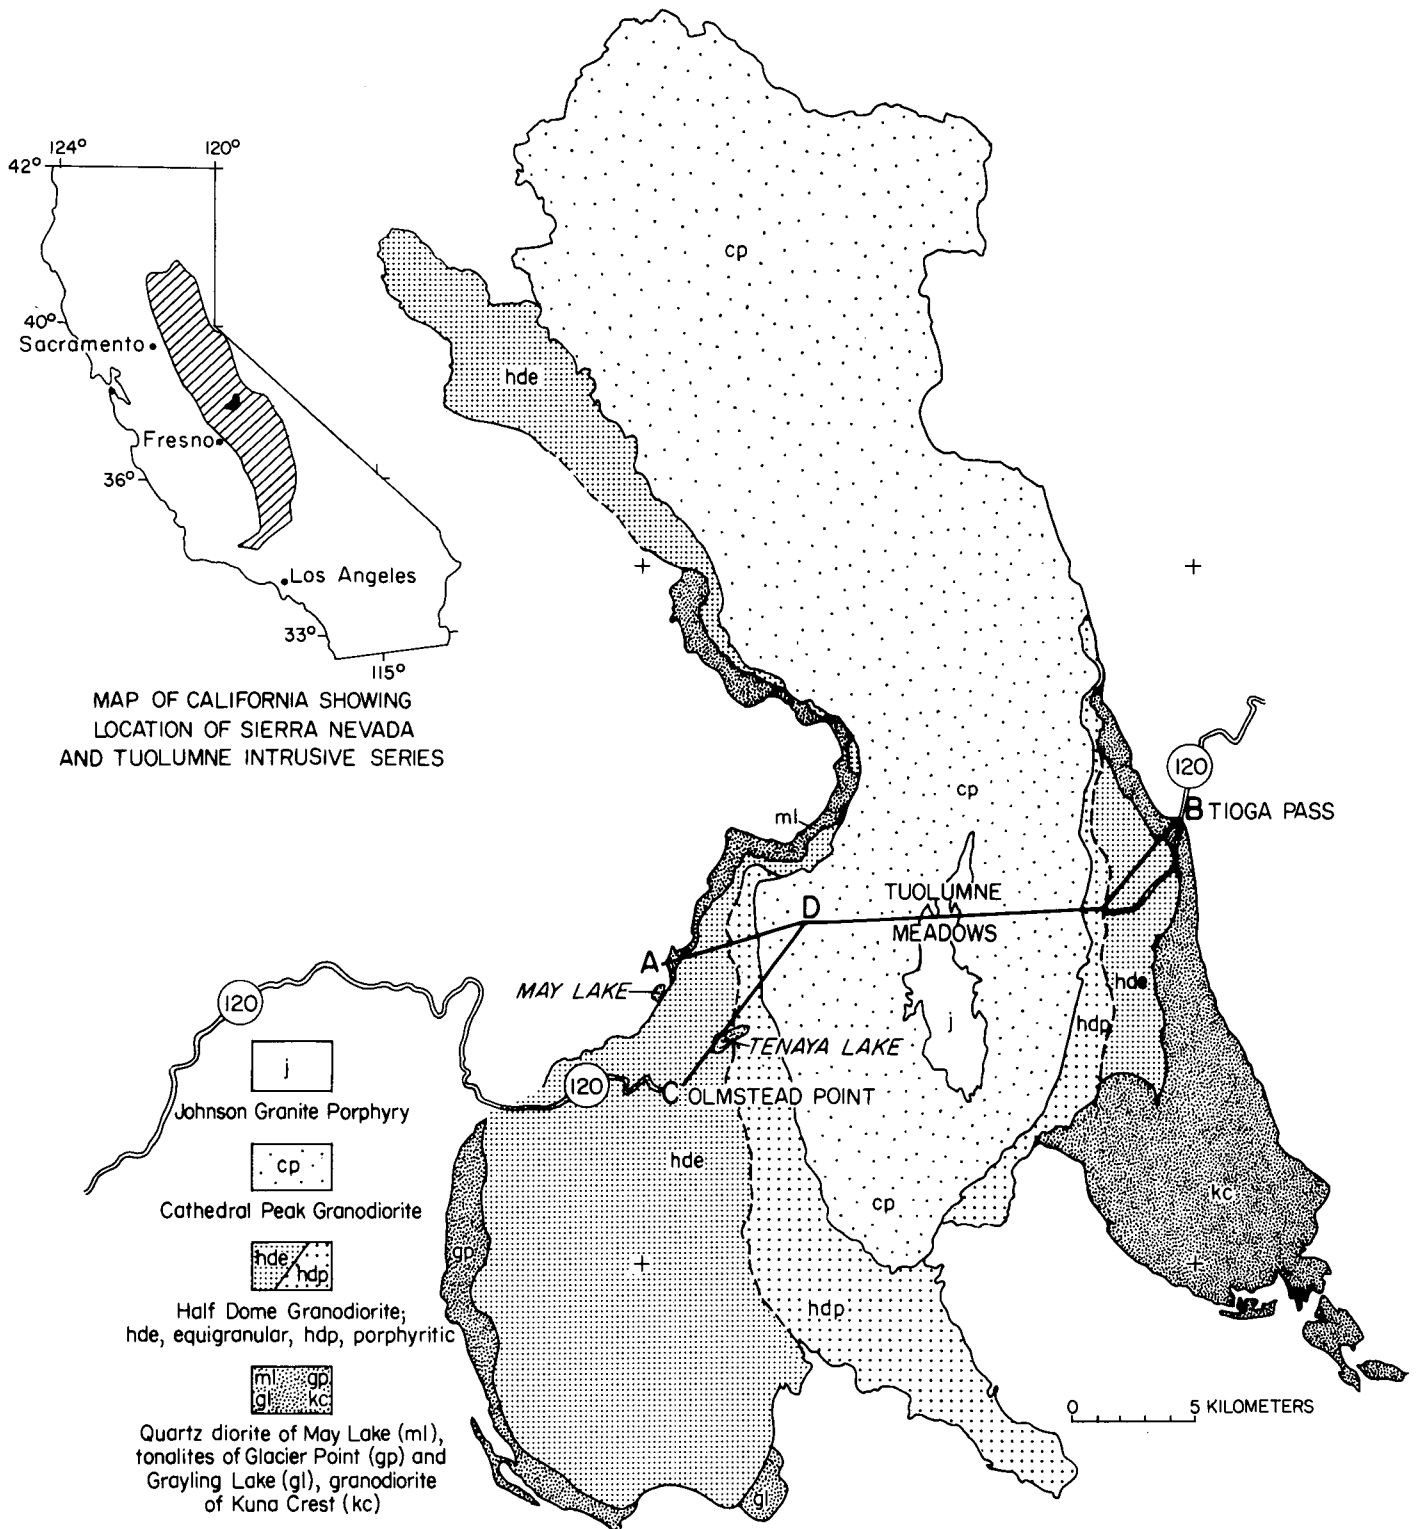 124°
120°
42°
40°
Sacramento
Fresno
36°
Los Angeles
33°
115°
MAP OF CALIFORNIA SHOWING
LOCATION OF SIERRA NEVADA
AND TUOLUMNE INTRUSIVE SERIES
cp
hde
120
B TIOGA PASS
cp
ml
TUOLUMNE
MEADOWS
D
A
MAY LAKE
hde
120
hdp
j
TENAYA LAKE
120
C OLMSTEAD POINT
hde
kc
cp
gp
hdp
gl
j
Johnson Granite Porphyry
cp
Cathedral Peak Granodiorite
hde
hdp
Half Dome Granodiorite;
hde, equigranular, hdp, porphyritic
ml gp
gl kc
Quartz diorite of May Lake (ml),
tonalites of Glacier Point (gp) and
Grayling Lake (gl), granodiorite
of Kuna Crest (kc)
0 5 KILOMETERS